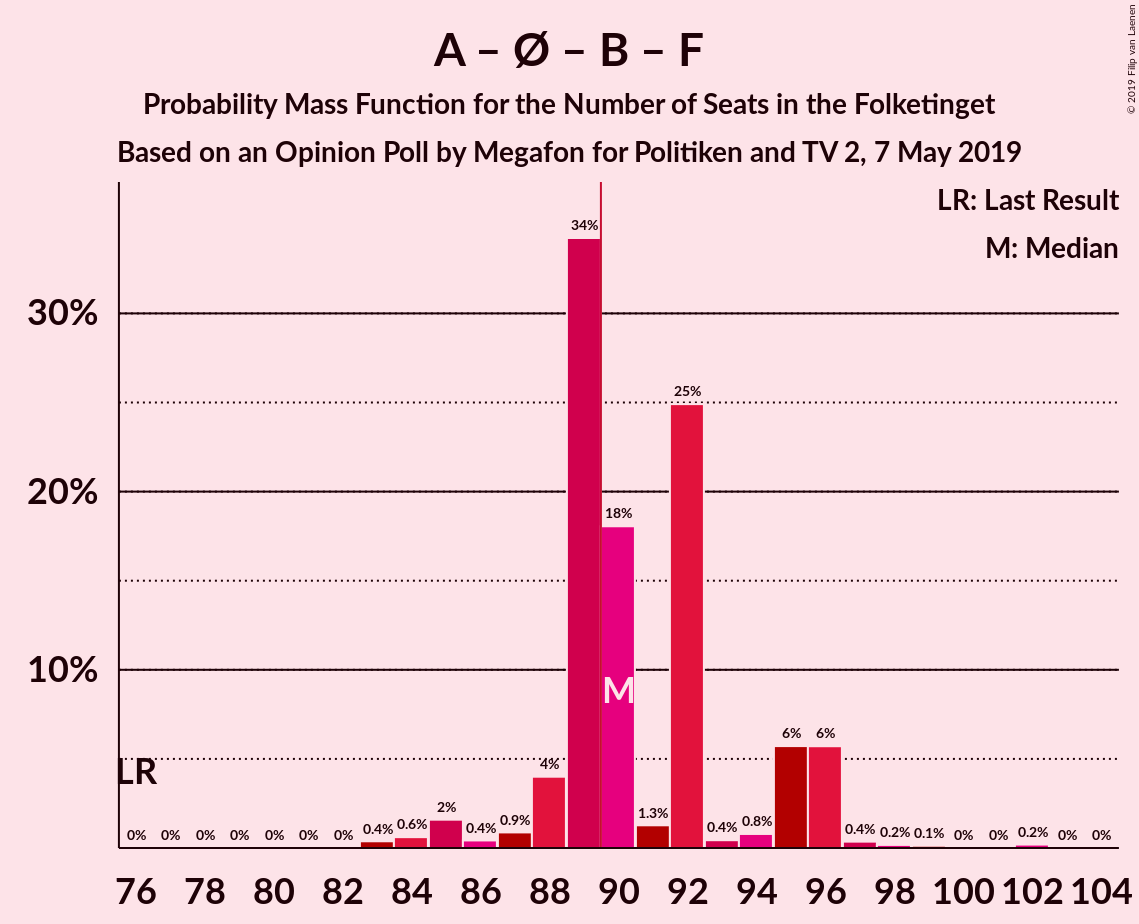 A – Ø – B – F
Probability Mass Function for the Number of Seats in the Folketinget
Based on an Opinion Poll by Megafon for Politiken and TV 2, 7 May 2019
© 2019 Filip van Laenen
LR: Last Result
M: Median
34%
30%
25%
20%
18%
10%
M
6% 6%
LR
4%
0% 0% 0% 0% 0% 0% 0% 0.4% 0.6% 2% 0.4% 0.9% 1.3% 0.4% 0.8% 0.4% 0.2% 0.1% 0% 0% 0.2% 0% 0%
76 78 80 82 84 86 88 90 92 94 96 98 100 102 104